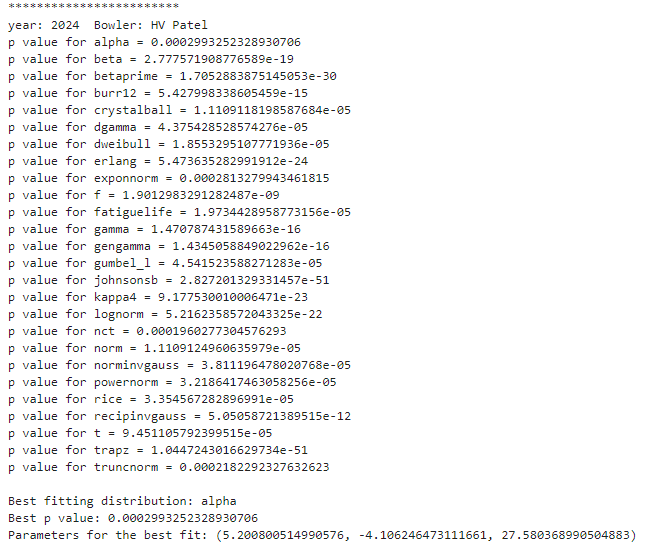 ************************
year: 2024  Bowler: HV Patel
p value for alpha = 0.0002993252328930706
p value for beta = 2.777571908776589e-19
p value for betaprime = 1.7052883875145053e-30
p value for burr12 = 5.427998338605459e-15
p value for crystalball = 1.1109118198587684e-05
p value for dgamma = 4.375428528574276e-05
p value for dweibull = 1.8553295107771936e-05
p value for erlang = 5.473635282991912e-24
p value for exponnorm = 0.0002813279943461815
p value for f = 1.9012983291282487e-09
p value for fatiguelife = 1.9734428958773156e-05
p value for gamma = 1.470787431589663e-16
p value for gengamma = 1.4345058849022962e-16
p value for gumbel_l = 4.541523588271283e-05
p value for johnsonsb = 2.827201329331457e-51
p value for kappa4 = 9.177530010006471e-23
p value for lognorm = 5.2162358572043325e-22
p value for nct = 0.0001960277304576293
p value for norm = 1.1109124960635979e-05
p value for norminvgauss = 3.811196478020768e-05
p value for powernorm = 3.2186417463058256e-05
p value for rice = 3.354567282896991e-05
p value for recipinvgauss = 5.05058721389515e-12
p value for t = 9.451105792399515e-05
p value for trapz = 1.0447243016629734e-51
p value for truncnorm = 0.0002182292327632623

Best fitting distribution: alpha
Best p value: 0.0002993252328930706
Parameters for the best fit: (5.200800514990576, -4.106246473111661, 27.580368990504883)